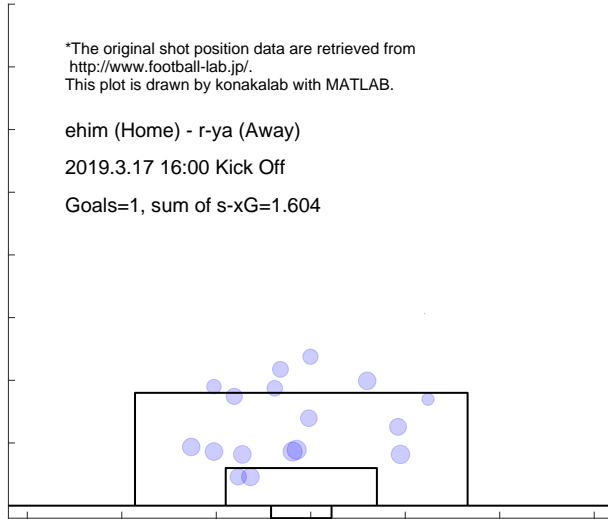 *The original shot position data are retrieved from
http://www.football-lab.jp/.
This plot is drawn by konakalab with MATLAB.
ehim (Home) - r-ya (Away)
2019.3.17 16:00 Kick Off
Goals=1, sum of s-xG=1.604